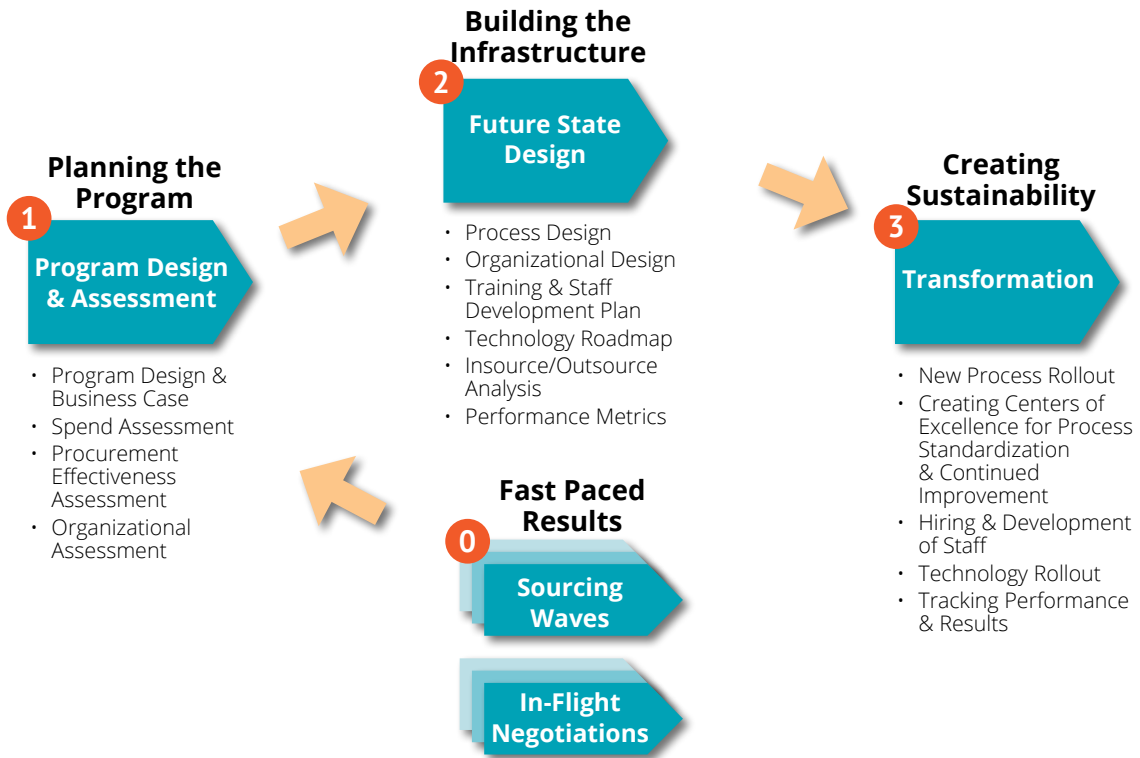 Planning the
Program
1
Program Design
& Assessment
• Program Design &
Business Case
• Spend Assessment
• Procurement
Effectiveness
Assessment
• Organizational
Assessment
Building the
Infrastructure
2
Future State
Design
• Process Design
• Organizational Design
• Training & Staff
Development Plan
• Technology Roadmap
• Insource/Outsource
Analysis
• Performance Metrics
Fast Paced
Results
0
Sourcing
Waves
In-Flight
Negotiations
Creating
Sustainability
3
Transformation
• New Process Rollout
• Creating Centers of
Excellence for Process
Standardization
& Continued
Improvement
• Hiring & Development
of Staff
• Technology Rollout
• Tracking Performance
& Results